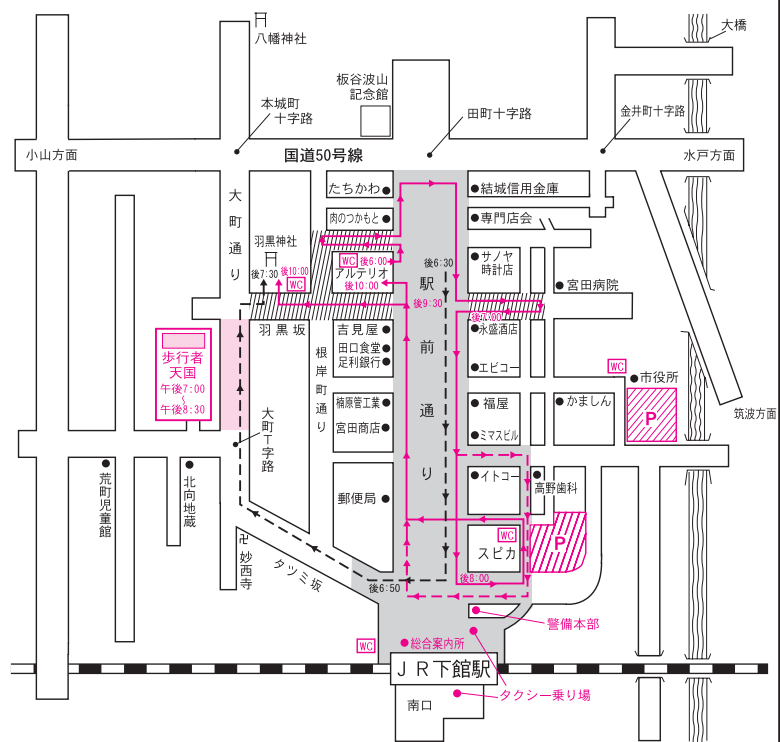 大橋
八幡神社
板谷波山
記念館
本城町
十字路
田町十字路
金井町十字路
小山方面
国道50号線
水戸方面
たちかわ
結城信用金庫
大町通り
肉のつかもと
専門店会
羽黒神社
WC
後6:00
後6:30
サノヤ
時計店
後7:30
後10:00
WC
アルテリオ
後10:00
駅前通り
後9:30
宮田病院
後7:00
羽黒坂
吉見屋
永盛酒店
歩行者
天国
午後7:00
〜
午後8:30
根岸町通り
田口食堂
足利銀行
エビコー
WC
市役所
楠原管工業
福屋
かましん
P
筑波方面
大町T字路
宮田商店
ミマスビル
荒町児童館
北向地蔵
イトコー
高野歯科
郵便局
WC
スピカ
P
卍妙西寺
タツミ坂
後6:50
後8:00
警備本部
WC
総合案内所
JR下館駅
タクシー乗り場
南口